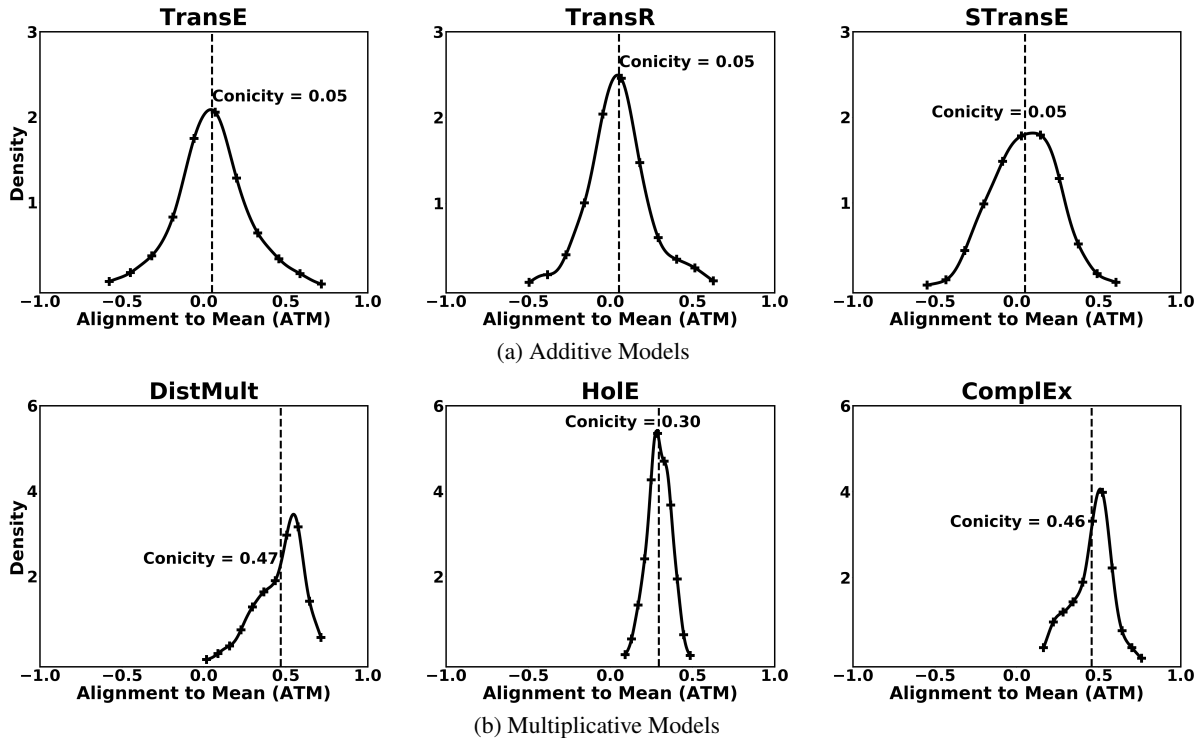 TransE TransR STransE
3 3 3
Conicity = 0.05 Conicity = 0.05 Conicity = 0.05
2 2 2
Density
1 1 1
−1.0 −0.5 0.0 0.5 1.0 −1.0 −0.5 0.0 0.5 1.0 −1.0 −0.5 0.0 0.5 1.0
Alignment to Mean (ATM) Alignment to Mean (ATM) Alignment to Mean (ATM)
(a) Additive Models
DistMult HolE ComplEx
6 6 6
Conicity = 0.30
4 4 4
Conicity = 0.46
Density
Conicity = 0.47
2 2 2
−1.0 −0.5 0.0 0.5 1.0 −1.0 −0.5 0.0 0.5 1.0 −1.0 −0.5 0.0 0.5 1.0
Alignment to Mean (ATM) Alignment to Mean (ATM) Alignment to Mean (ATM)
(b) Multiplicative Models